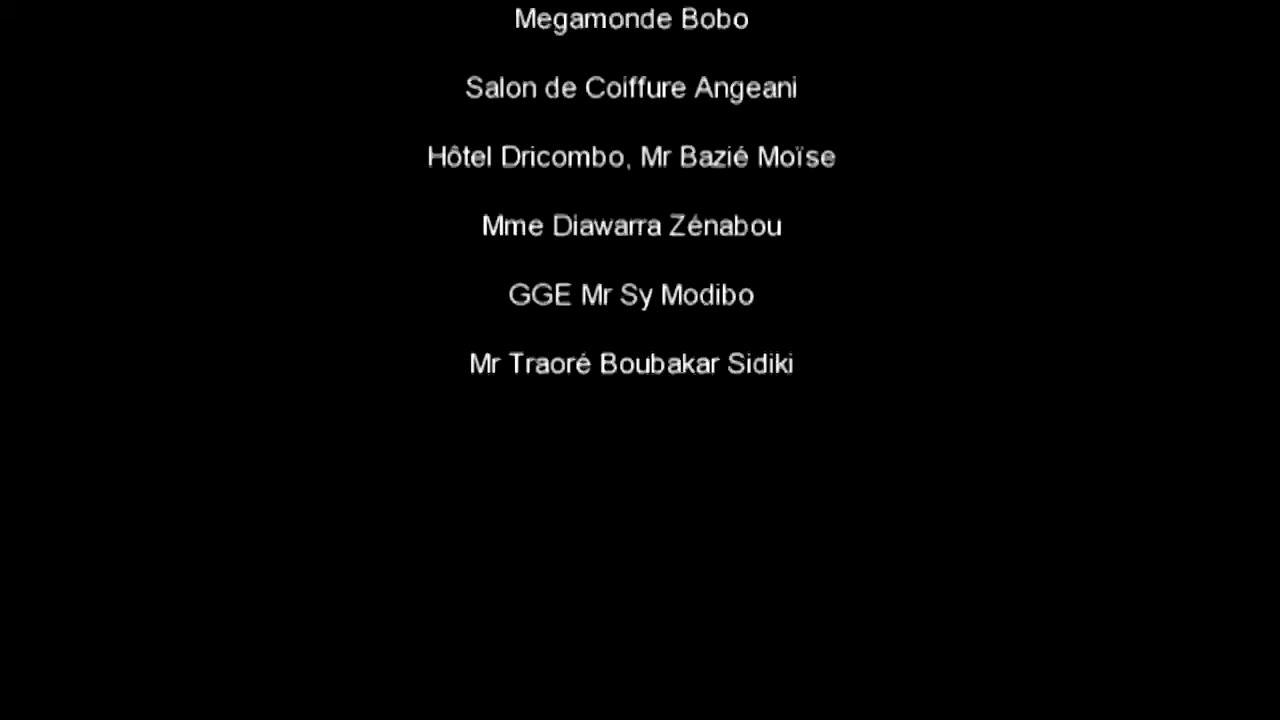 Megamonde Bobo
Salon de Coiffure Angeani
Hôtel Dricombo, Mr Bazié Moïse
Mme Diawarra Zénabou
GGE Mr Sy Modibo
Mr Traoré Boubakar Sidiki